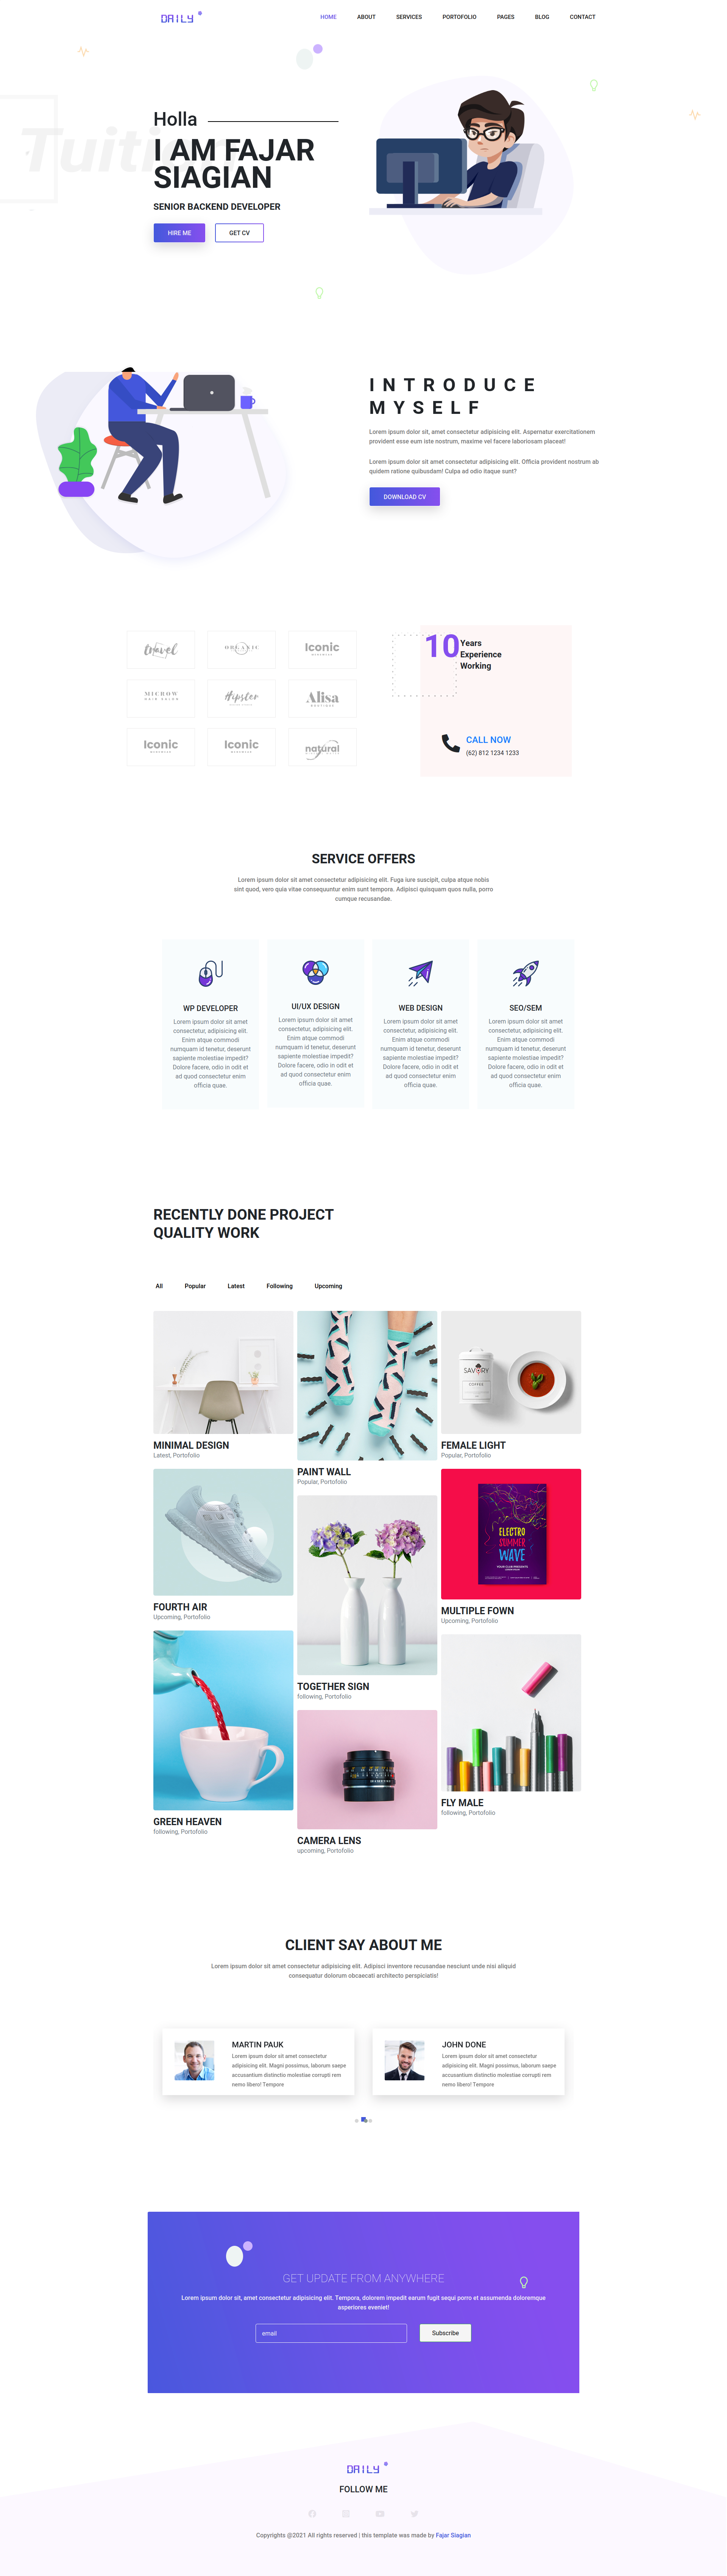 DAILY
HOME ABOUT SERVICES PORTOFOLIO PAGES BLOG CONTACT
Holla
I AM FAJAR
SIAGIAN
SENIOR BACKEND DEVELOPER
HIRE ME GET CV
INTRODUCE
MYSELF
Lorem ipsum dolor sit, amet consectetur adipisicing elit. Aspernatur exercitationem
provident esse eum iste nostrum, maxime vel facere laboriosam placeat!
Lorem ipsum dolor sit amet consectetur adipisicing elit. Officia provident nostrum ab
quidem ratione quibusdam! Culpa ad odio itaque sunt?
DOWNLOAD CV
travel ORGANIC Iconic
MICROW Hipster Alisa
Iconic Iconic natural
10 Years
Experience
Working
CALL NOW
(62) 812 1234 1233
SERVICE OFFERS
Lorem ipsum dolor sit amet consectetur adipisicing elit. Fuga iure suscipit, culpa atque nobis
sint quod, vero quia vitae consequuntur enim sunt tempora. Adipisci quisquam quos nulla, porro
cumque recusandae.
WP DEVELOPER
Lorem ipsum dolor sit amet
consectetur, adipisicing elit.
Enim atque commodi
numquam id tenetur, deserunt
sapiente molestiae impedit?
Dolore facere, odio in odit et
ad quod consectetur enim
officia quae.
UI/UX DESIGN
Lorem ipsum dolor sit amet
consectetur, adipisicing elit.
Enim atque commodi
numquam id tenetur, deserunt
sapiente molestiae impedit?
Dolore facere, odio in odit et
ad quod consectetur enim
officia quae.
WEB DESIGN
Lorem ipsum dolor sit amet
consectetur, adipisicing elit.
Enim atque commodi
numquam id tenetur, deserunt
sapiente molestiae impedit?
Dolore facere, odio in odit et
ad quod consectetur enim
officia quae.
SEO/SEM
Lorem ipsum dolor sit amet
consectetur, adipisicing elit.
Enim atque commodi
numquam id tenetur, deserunt
sapiente molestiae impedit?
Dolore facere, odio in odit et
ad quod consectetur enim
officia quae.
RECENTLY DONE PROJECT
QUALITY WORK
All Popular Latest Following Upcoming
MINIMAL DESIGN
Latest, Portofolio
FOURTH AIR
Upcoming, Portofolio
GREEN HEAVEN
following, Portofolio
PAINT WALL
Popular, Portofolio
TOGETHER SIGN
following, Portofolio
CAMERA LENS
upcoming, Portofolio
SAVORY
COFFEE
FEMALE LIGHT
Popular, Portofolio
ELECTRO
SUMMER
WAVE
MULTIPLE FOWN
Upcoming, Portofolio
FLY MALE
following, Portofolio
CLIENT SAY ABOUT ME
Lorem ipsum dolor sit amet consectetur adipisicing elit. Adipisci inventore recusandae nesciunt unde nisi aliquid
consequatur dolorum obcaecati architecto perspiciatis!
MARTIN PAUK
Lorem ipsum dolor sit amet consectetur
adipisicing elit. Magni possimus, laborum saepe
accusantium distinctio molestiae corrupti rem
nemo libero! Tempore
JOHN DONE
Lorem ipsum dolor sit amet consectetur
adipisicing elit. Magni possimus, laborum saepe
accusantium distinctio molestiae corrupti rem
nemo libero! Tempore
GET UPDATE FROM ANYWHERE
Lorem ipsum dolor sit, amet consectetur adipisicing elit. Tempora, dolorem impedit earum fugit sequi porro et assumenda doloremque
asperiores eveniet!
email Subscribe
DAILY
FOLLOW ME
Copyrights @2021 All rights reserved | this template was made by Fajar Siagian